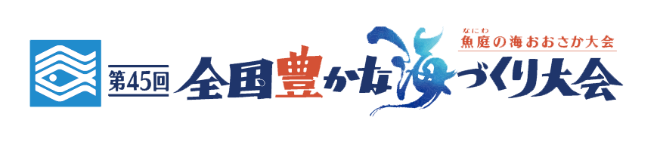 第45回 全国豊かな海づくり大会
なにわ
魚庭の海おおさか大会